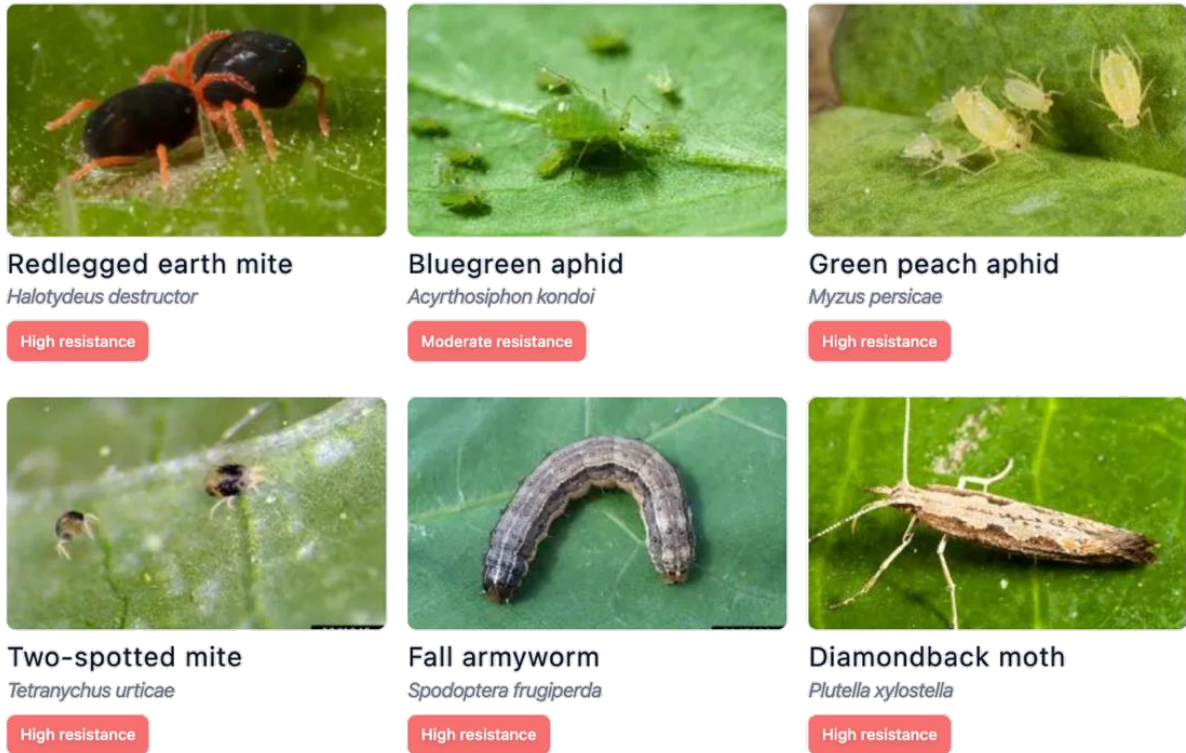 Redlegged earth mite
Halotydeus destructor
High resistance
Bluegreen aphid
Acyrthosiphon kondoi
Moderate resistance
Green peach aphid
Myzus persicae
High resistance
Two-spotted mite
Tetranychus urticae
High resistance
Fall armyworm
Spodoptera frugiperda
High resistance
Diamondback moth
Plutella xylostella
High resistance